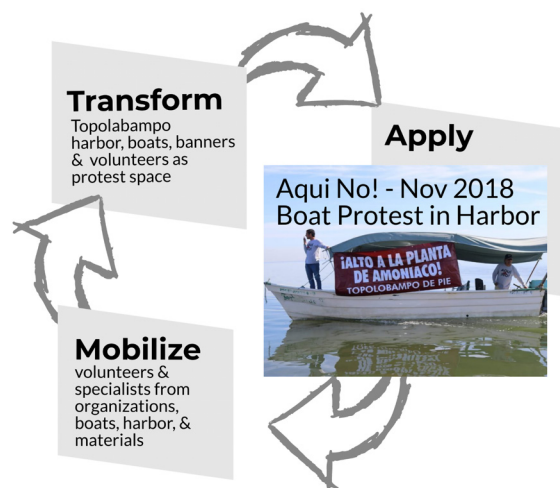 Transform
Topolabampo
harbor, boats, banners
& volunteers as
protest space
Apply
Aqui No! - Nov 2018
Boat Protest in Harbor
¡ALTO A LA PLANTA
DE AMONIACO!
TOPOLOBAMPO DE PIE
Mobilize
volunteers &
specialists from
organizations,
boats, harbor, &
materials